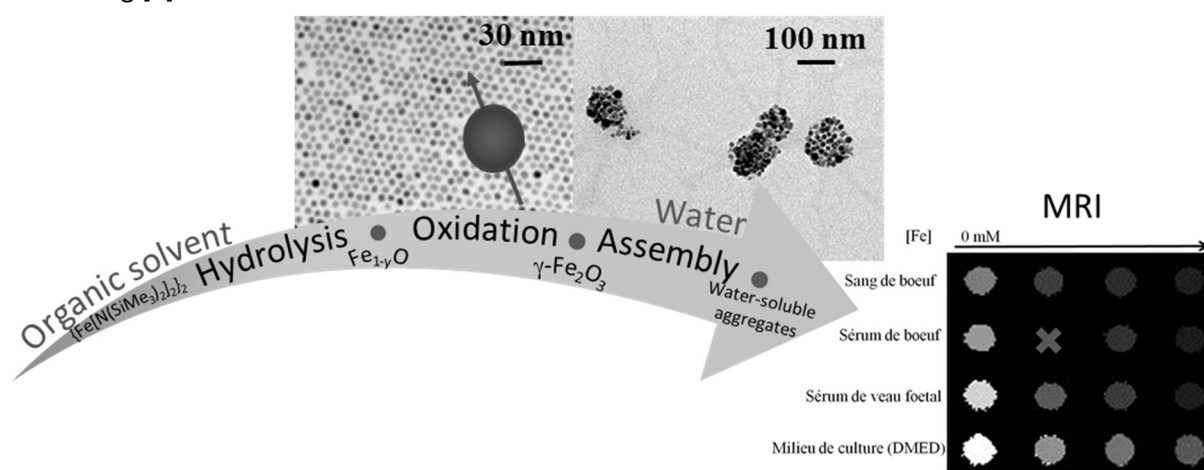 30 nm
100 nm
Organic solvent
{Fe[N(SiMe₃)₂]₂}₂
Hydrolysis
Fe₁₋ᵧO
Oxidation
γ-Fe₂O₃
Water
Assembly
Water-soluble
aggregates
MRI
[Fe] 0 mM
Sang de boeuf
Sérum de boeuf
Sérum de veau foetal
Milieu de culture (DMED)